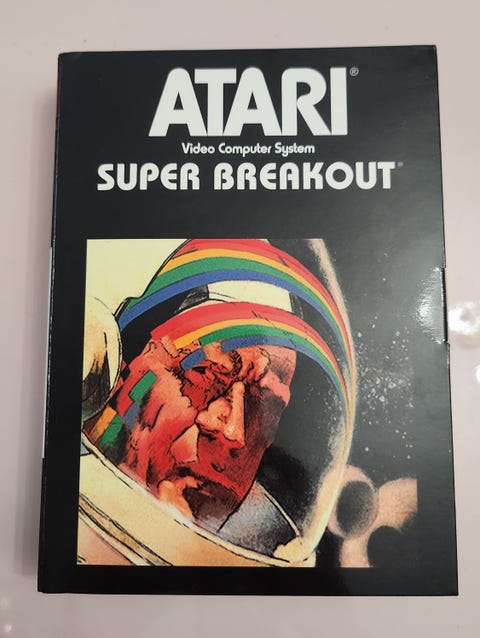 ATARI®
Video Computer System
SUPER BREAKOUT®